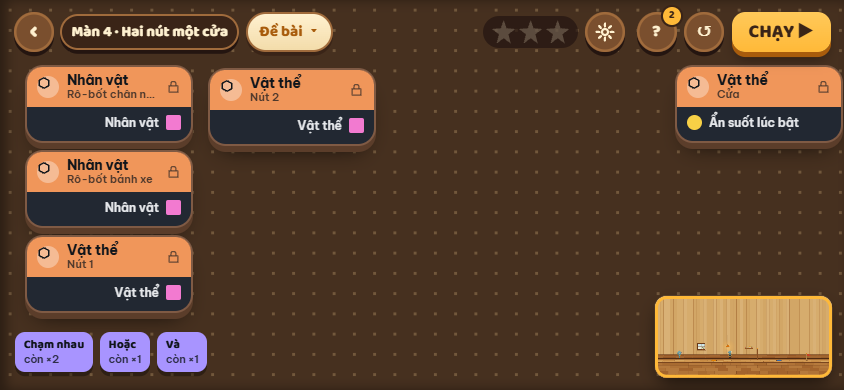 Màn 4 · Hai nút một cửa
Đề bài
2
?
CHẠY
Nhân vật
Rô-bốt chân n...
Nhân vật
Vật thể
Nút 2
Vật thể
Vật thể
Cửa
Ẩn suốt lúc bật
Nhân vật
Rô-bốt bánh xe
Nhân vật
Vật thể
Nút 1
Vật thể
Chạm nhau
còn ×2
Hoặc
còn ×1
Và
còn ×1